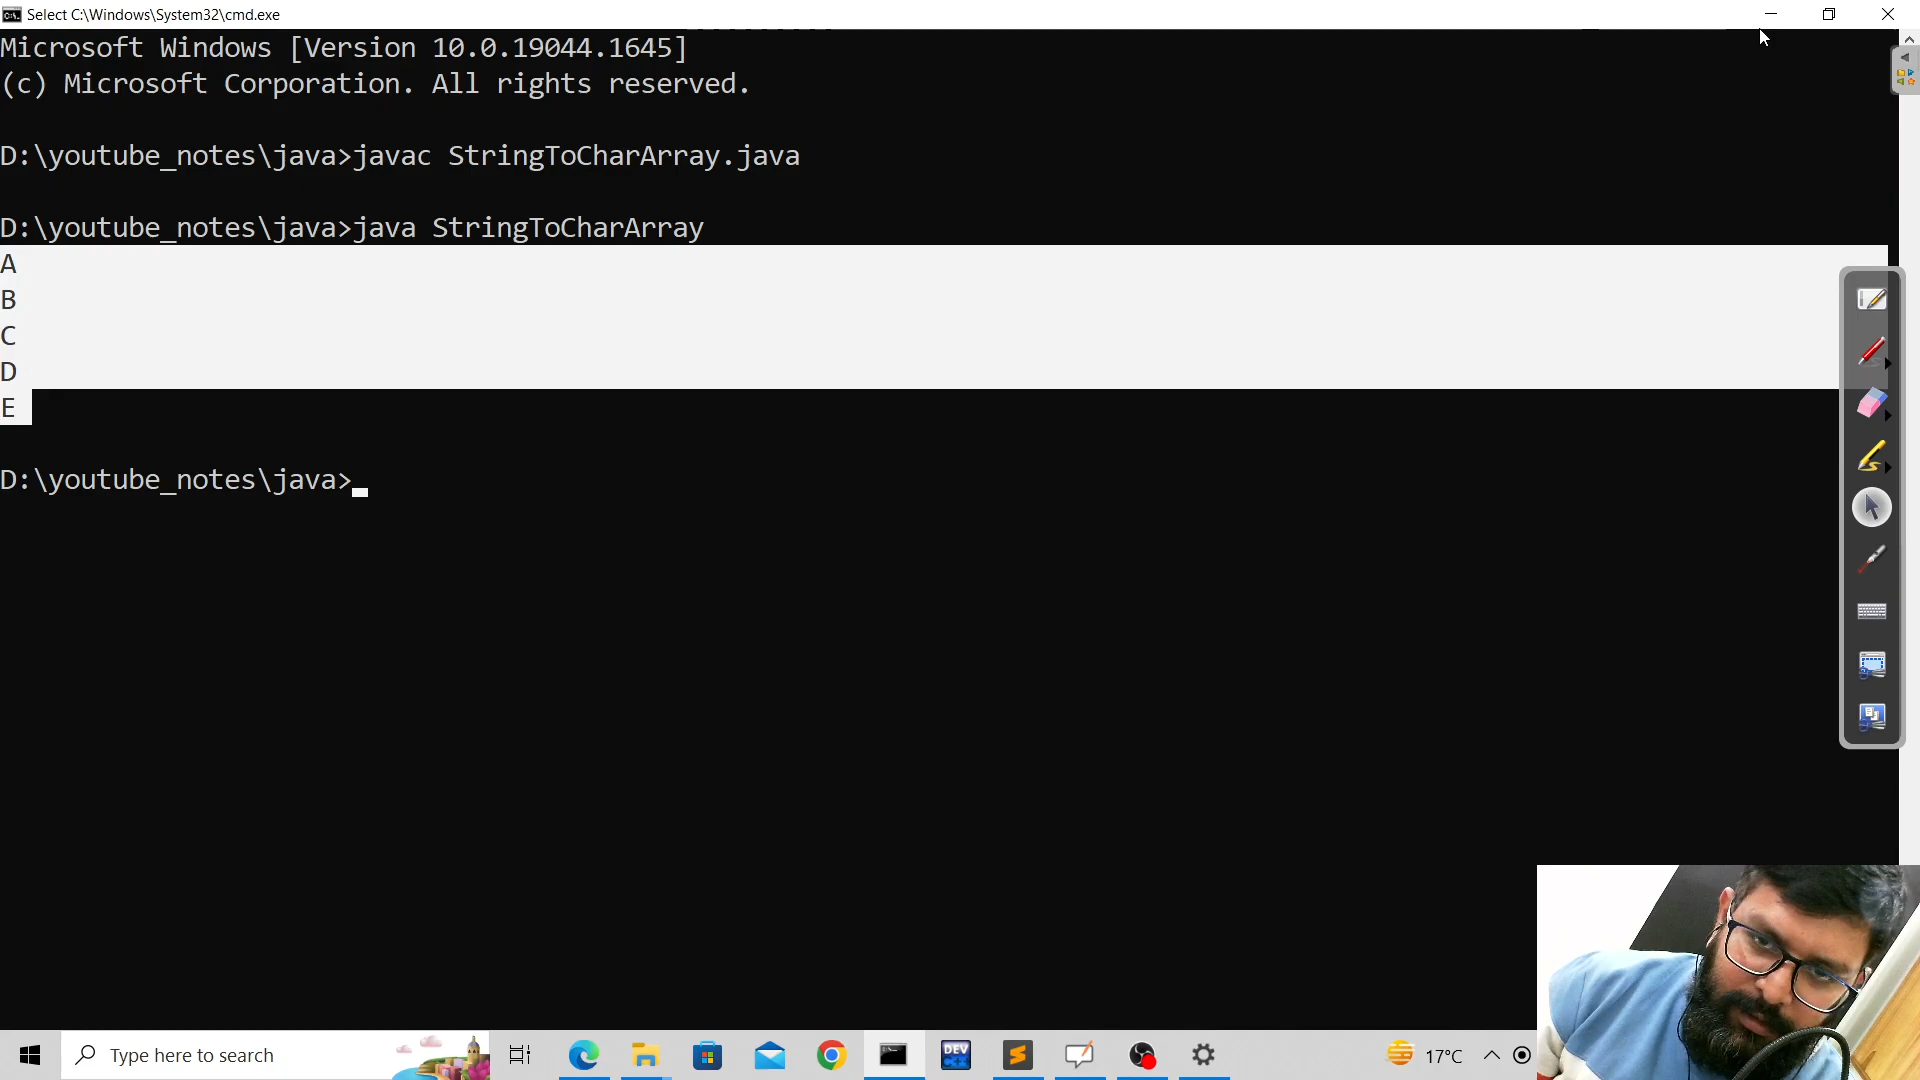 Select C:\Windows\System32\cmd.exe
Microsoft Windows [Version 10.0.19044.1645]
(c) Microsoft Corporation. All rights reserved.
D:\youtube_notes\java>javac StringToCharArray.java
D:\youtube_notes\java>java StringToCharArray
A
B
C
D
E
D:\youtube_notes\java>
Type here to search
DEV
17°C